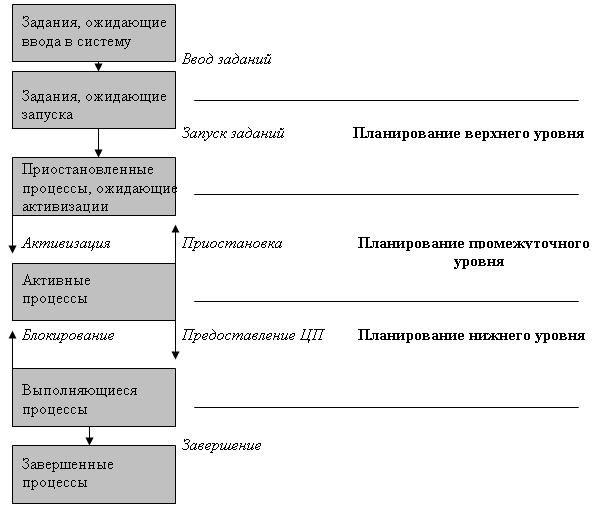 Задания, ожидающие
ввода в систему
Ввод заданий
Задания, ожидающие
запуска
Запуск заданий
Планирование верхнего уровня
Приостановленные
процессы, ожидающие
активизации
Активизация
Приостановка
Планирование промежуточного
уровня
Активные
процессы
Блокирование
Предоставление ЦП
Планирование нижнего уровня
Выполняющиеся
процессы
Завершение
Завершенные
процессы